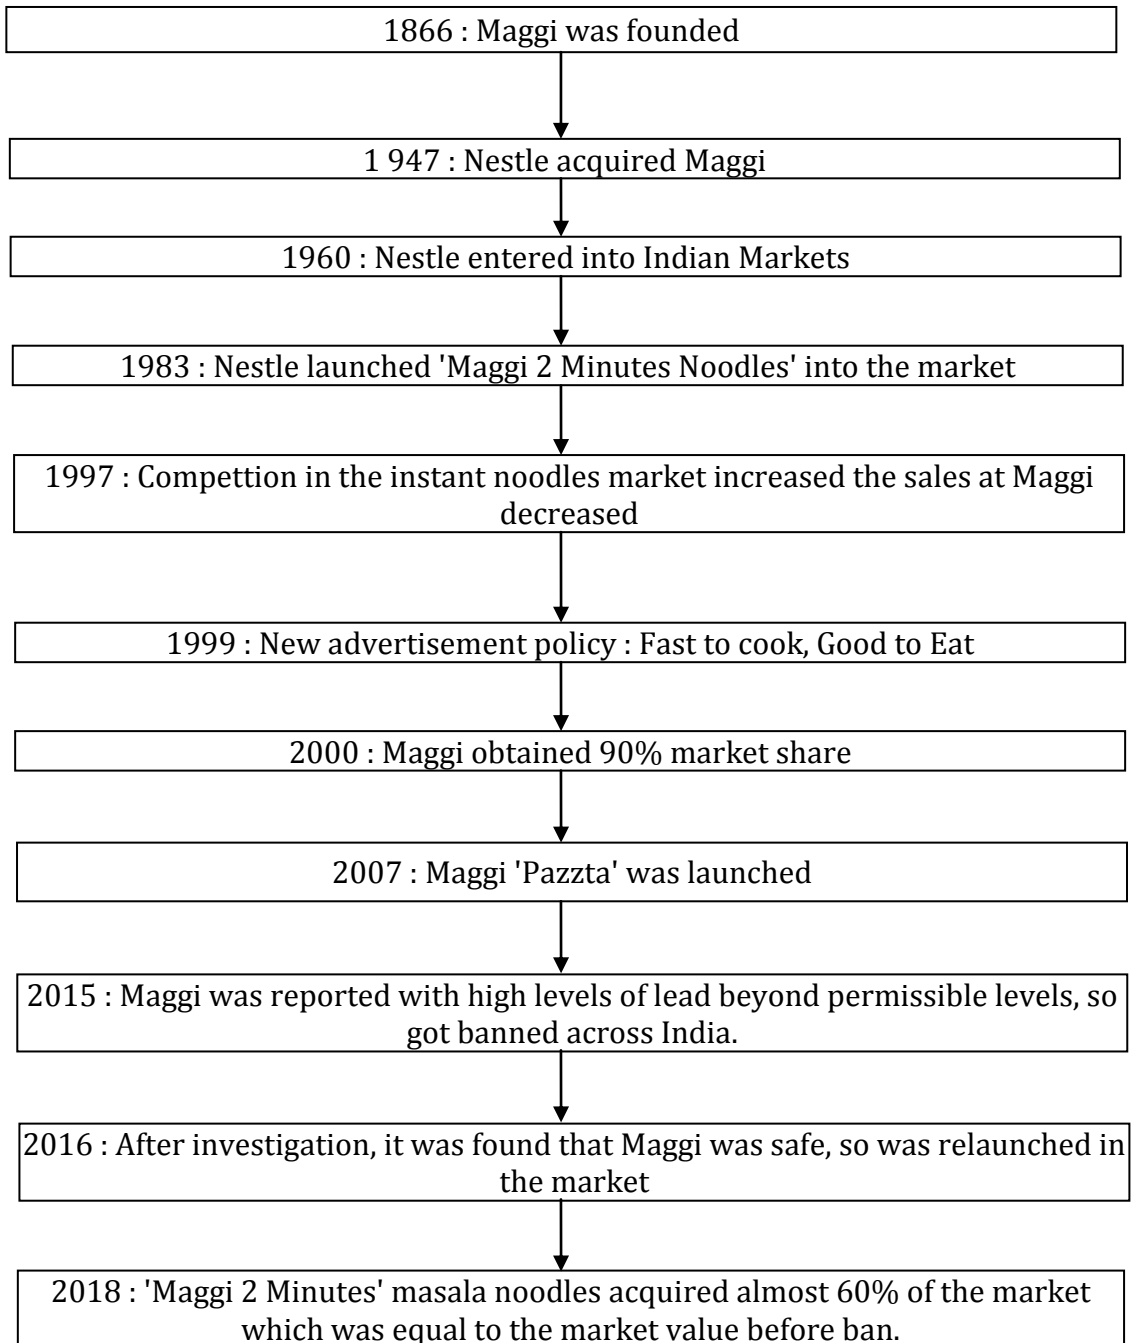 1866 : Maggi was founded
1 947 : Nestle acquired Maggi
1960 : Nestle entered into Indian Markets
1983 : Nestle launched 'Maggi 2 Minutes Noodles' into the market
1997 : Compettion in the instant noodles market increased the sales at Maggi
decreased
1999 : New advertisement policy : Fast to cook, Good to Eat
2000 : Maggi obtained 90% market share
2007 : Maggi 'Pazzta' was launched
2015 : Maggi was reported with high levels of lead beyond permissible levels, so
got banned across India.
2016 : After investigation, it was found that Maggi was safe, so was relaunched in
the market
2018 : 'Maggi 2 Minutes' masala noodles acquired almost 60% of the market
which was equal to the market value before ban.